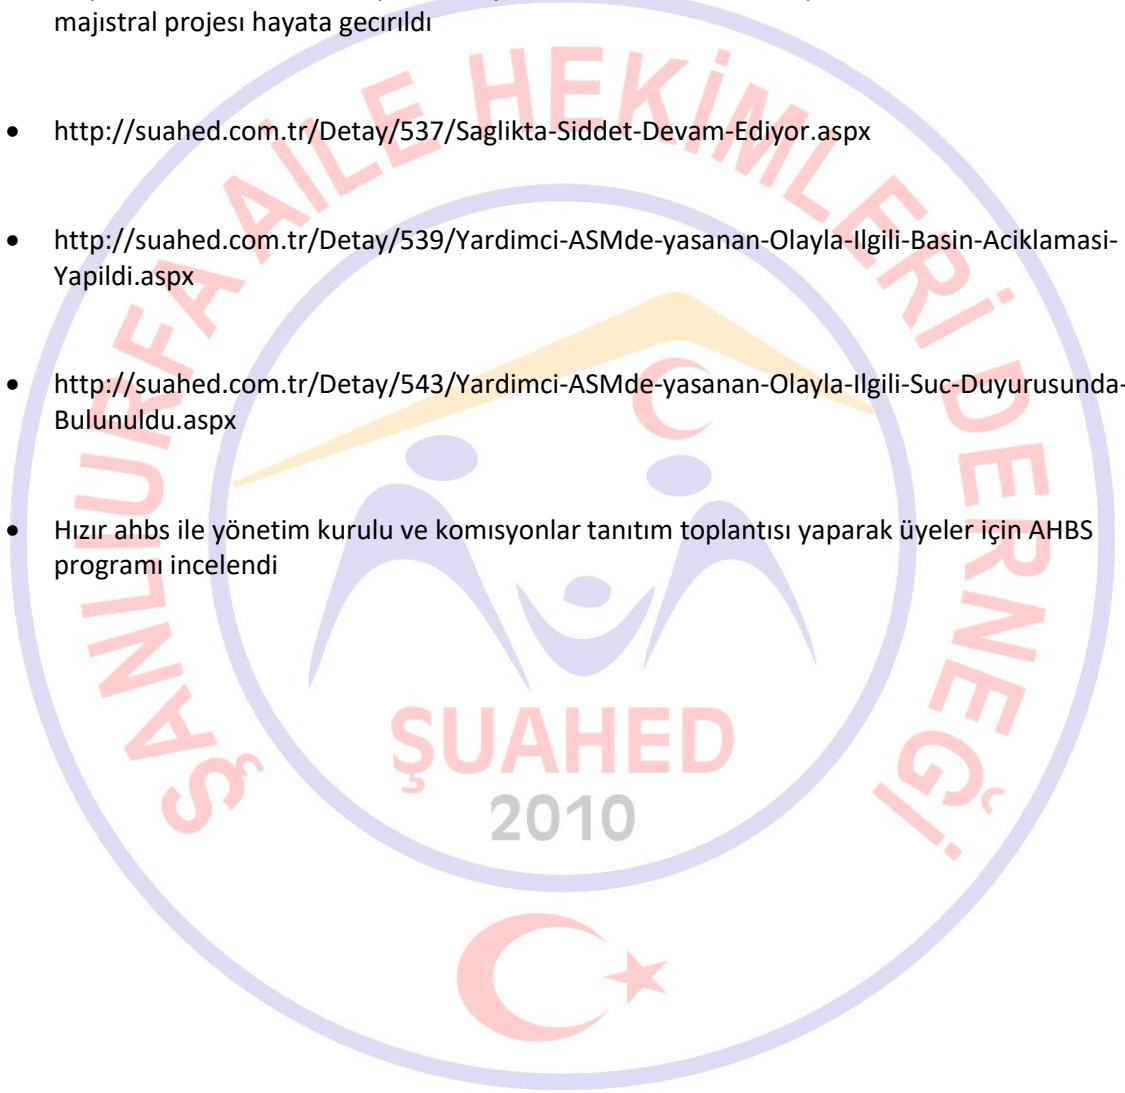 majıstral projesı hayata gecırıldı
• http://suahed.com.tr/Detay/537/Saglikta-Siddet-Devam-Ediyor.aspx
• http://suahed.com.tr/Detay/539/Yardimci-ASMde-yasanan-Olayla-Ilgili-Basin-Aciklamasi-
Yapildi.aspx
• http://suahed.com.tr/Detay/543/Yardimci-ASMde-yasanan-Olayla-Ilgili-Suc-Duyurusunda-
Bulunuldu.aspx
• Hızır ahbs ile yönetim kurulu ve komısyonlar tanıtım toplantısı yaparak üyeler için AHBS
programı incelendi
ŞANLIURFA AİLE HEKİMLERİ DERNEĞİ
ŞUAHED
2010